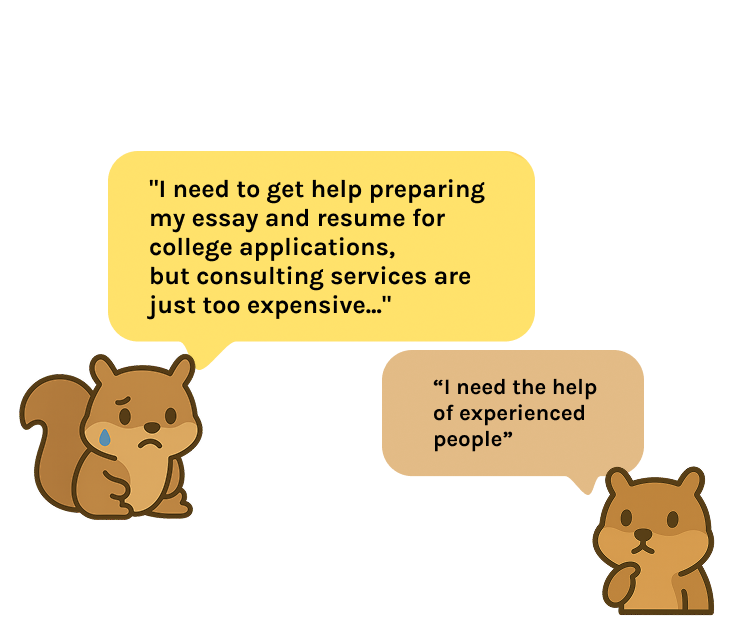 "I need to get help preparing
my essay and resume for
college applications,
but consulting services are
just too expensive..."
“I need the help
of experienced
people”